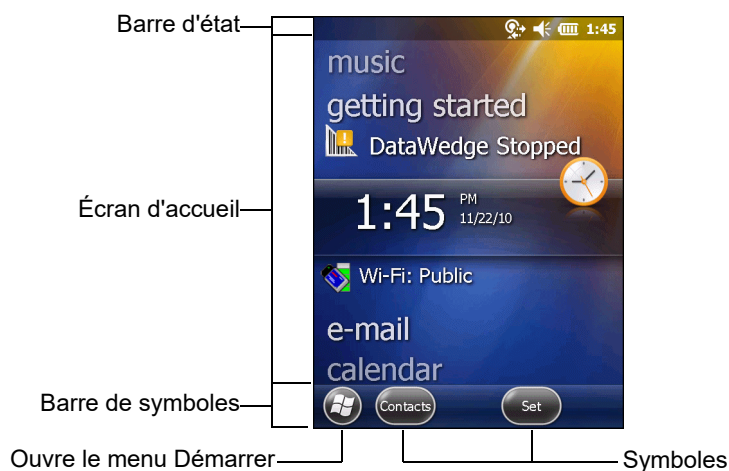 Barre d'état
1:45
music
getting started
DataWedge Stopped
Écran d'accueil
1:45 PM
11/22/10
Wi-Fi: Public
e-mail
calendar
Barre de symboles
Contacts
Set
Ouvre le menu Démarrer
Symboles